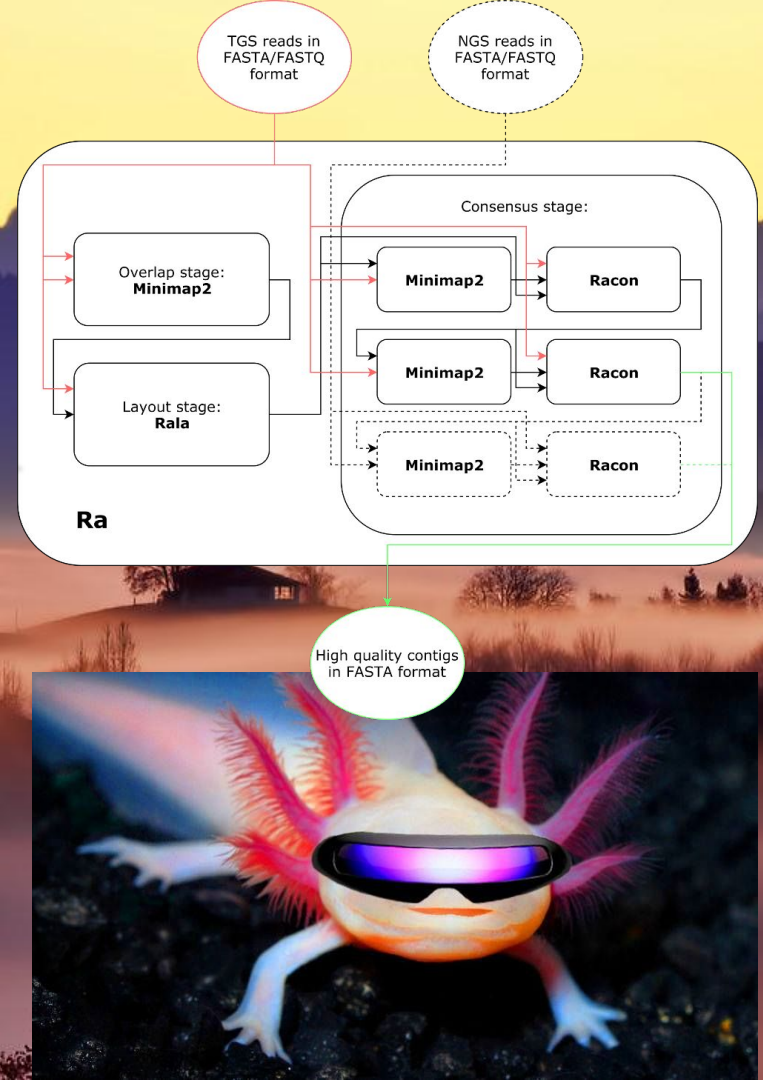 TGS reads in
FASTA/FASTQ
format
NGS reads in
FASTA/FASTQ
format
Consensus stage:
Overlap stage:
Minimap2
Minimap2
Racon
Minimap2
Racon
Layout stage:
Rala
Minimap2
Racon
Ra
High quality contigs
in FASTA format